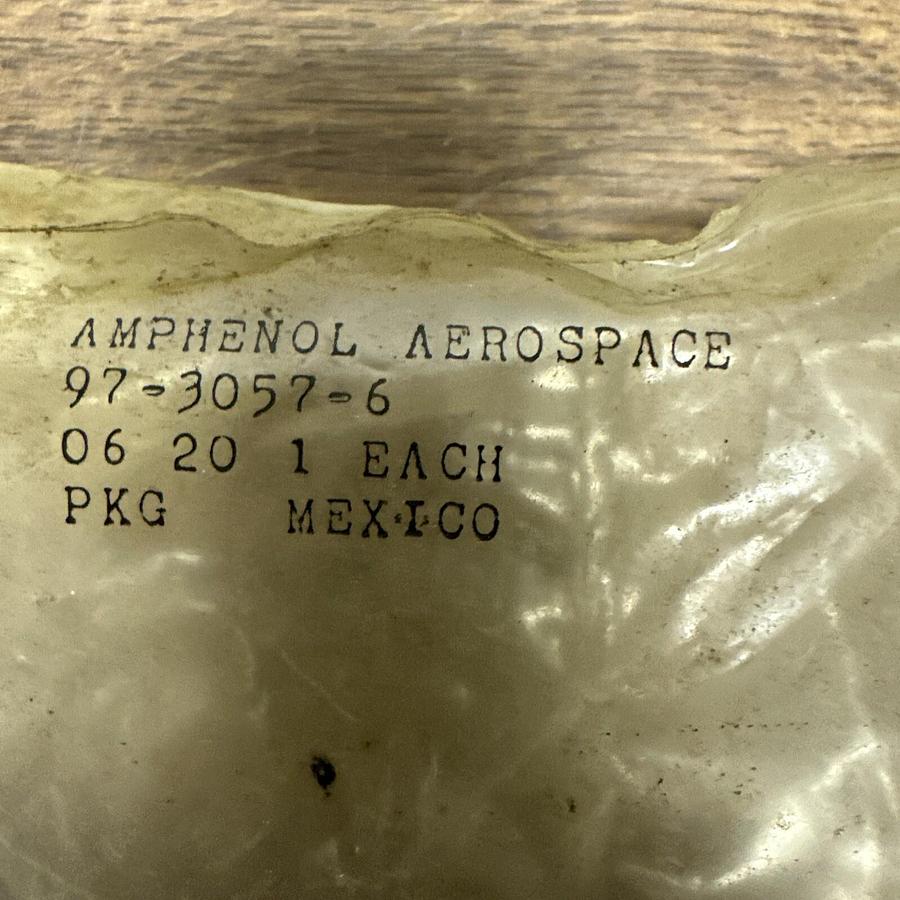 AMPHENOL AEROSPACE
97-3057-6
06 20 1 EACH
PKG MEXICO